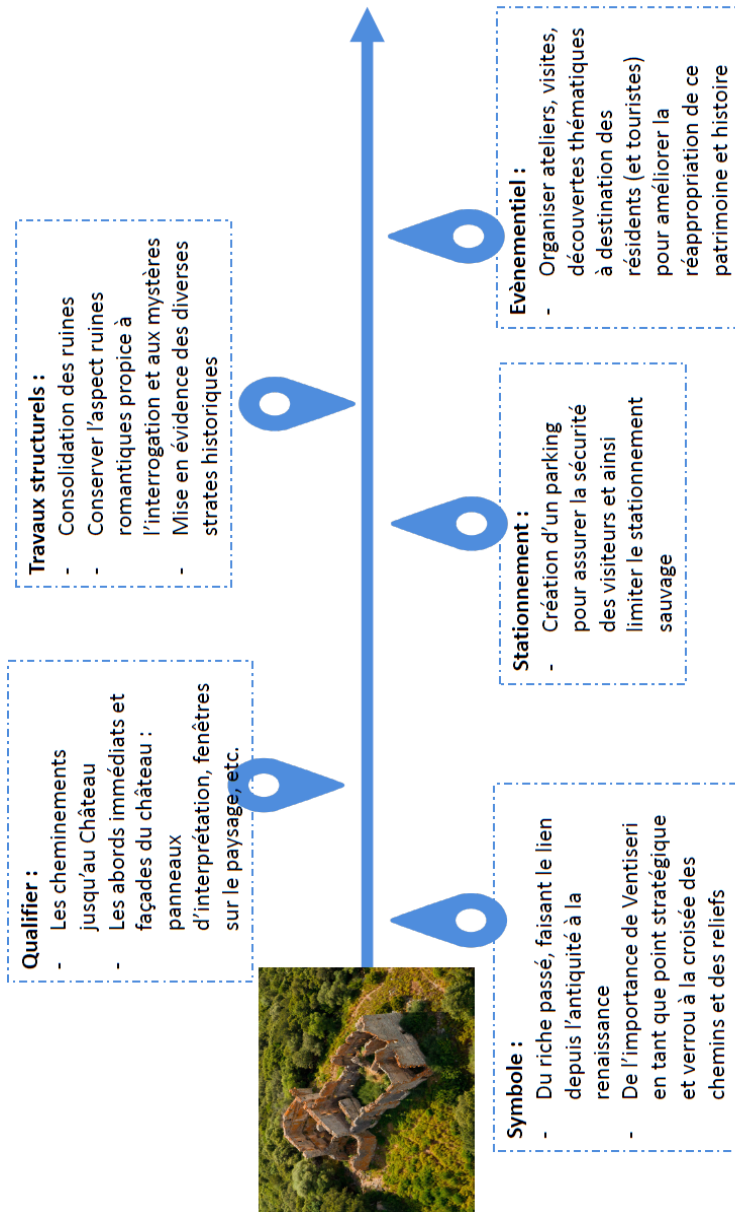 Qualifier :
- Les cheminements
jusqu'au Château
- Les abords immédiats et
façades du château :
panneaux
d'interprétation, fenêtres
sur le paysage, etc.
Travaux structurels :
- Consolidation des ruines
- Conserver l'aspect ruines
romantiques propice à
l'interrogation et aux mystères
- Mise en évidence des diverses
strates historiques
Symbole :
- Du riche passé, faisant le lien
depuis l'antiquité à la
renaissance
- De l'importance de Ventiseri
en tant que point stratégique
et verrou à la croisée des
chemins et des reliefs
Stationnement :
- Création d'un parking
pour assurer la sécurité
des visiteurs et ainsi
limiter le stationnement
sauvage
Evènementiel :
- Organiser ateliers, visites,
découvertes thématiques
à destination des
résidents (et touristes)
pour améliorer la
réappropriation de ce
patrimoine et histoire